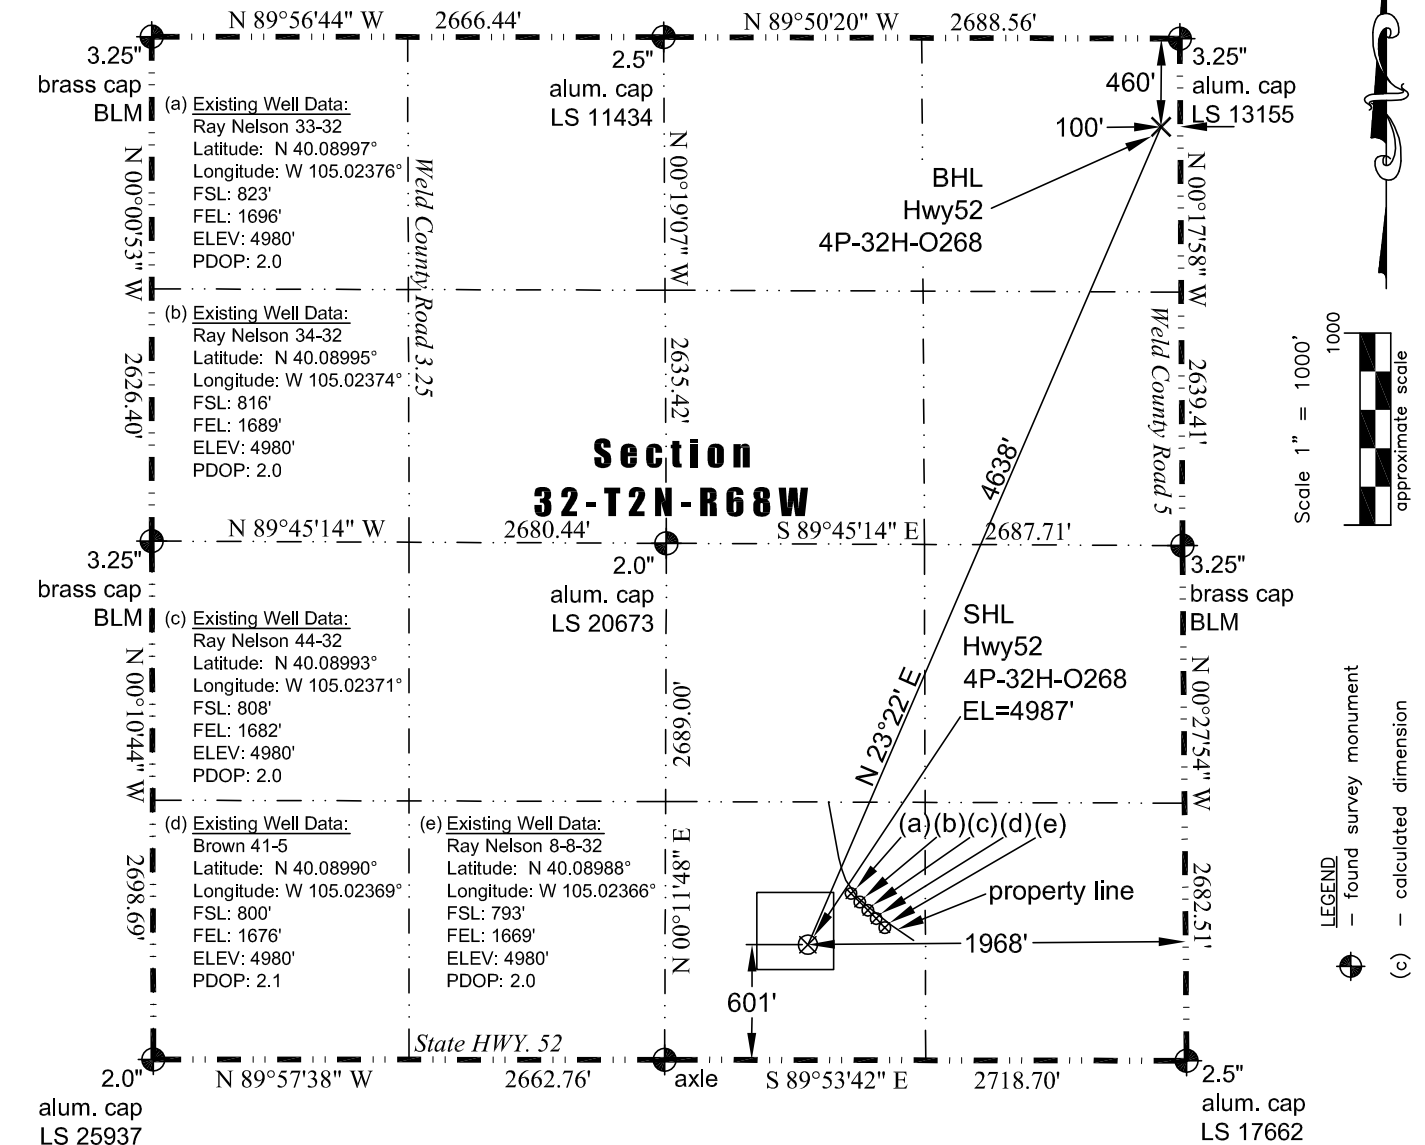 N 89°56'44" W 2666.44'
N 89°50'20" W 2688.56'
3.25"
brass cap
BLM
2.5"
alum. cap
LS 11434
3.25"
alum. cap
LS 13155
460'
100'
BHL
Hwy52
4P-32H-O268
(a) Existing Well Data:
Ray Nelson 33-32
Latitude: N 40.08997°
Longitude: W 105.02376°
FSL: 823'
FEL: 1696'
ELEV: 4980'
PDOP: 2.0
N 00°00'53" W 2626.40'
Weld County Road 3.25
N 00°19'07" W 2635.42'
N 00°17'58" W 2639.41'
Weld County Road 5
(b) Existing Well Data:
Ray Nelson 34-32
Latitude: N 40.08995°
Longitude: W 105.02374°
FSL: 816'
FEL: 1689'
ELEV: 4980'
PDOP: 2.0
Section
32-T2N-R68W
4638'
N 23°22' E
Scale 1" = 1000'
1000
approximate scale
N 89°45'14" W 2680.44'
S 89°45'14" E 2687.71'
3.25"
brass cap
BLM
2.0"
alum. cap
LS 20673
3.25"
brass cap
BLM
(c) Existing Well Data:
Ray Nelson 44-32
Latitude: N 40.08993°
Longitude: W 105.02371°
FSL: 808'
FEL: 1682'
ELEV: 4980'
PDOP: 2.0
SHL
Hwy52
4P-32H-O268
EL=4987'
N 00°10'44" W 2698.69'
2689.00'
N 00°11'48" E
N 00°27'54" W 2682.51'
(d) Existing Well Data:
Brown 41-5
Latitude: N 40.08990°
Longitude: W 105.02369°
FSL: 800'
FEL: 1676'
ELEV: 4980'
PDOP: 2.1
(e) Existing Well Data:
Ray Nelson 8-8-32
Latitude: N 40.08988°
Longitude: W 105.02366°
FSL: 793'
FEL: 1669'
ELEV: 4980'
PDOP: 2.0
(a)(b)(c)(d)(e)
property line
1968'
601'
State HWY. 52
2.0"
alum. cap
LS 25937
N 89°57'38" W 2662.76'
axle
S 89°53'42" E 2718.70'
2.5"
alum. cap
LS 17662
LEGEND
– found survey monument
(c) – calculated dimension